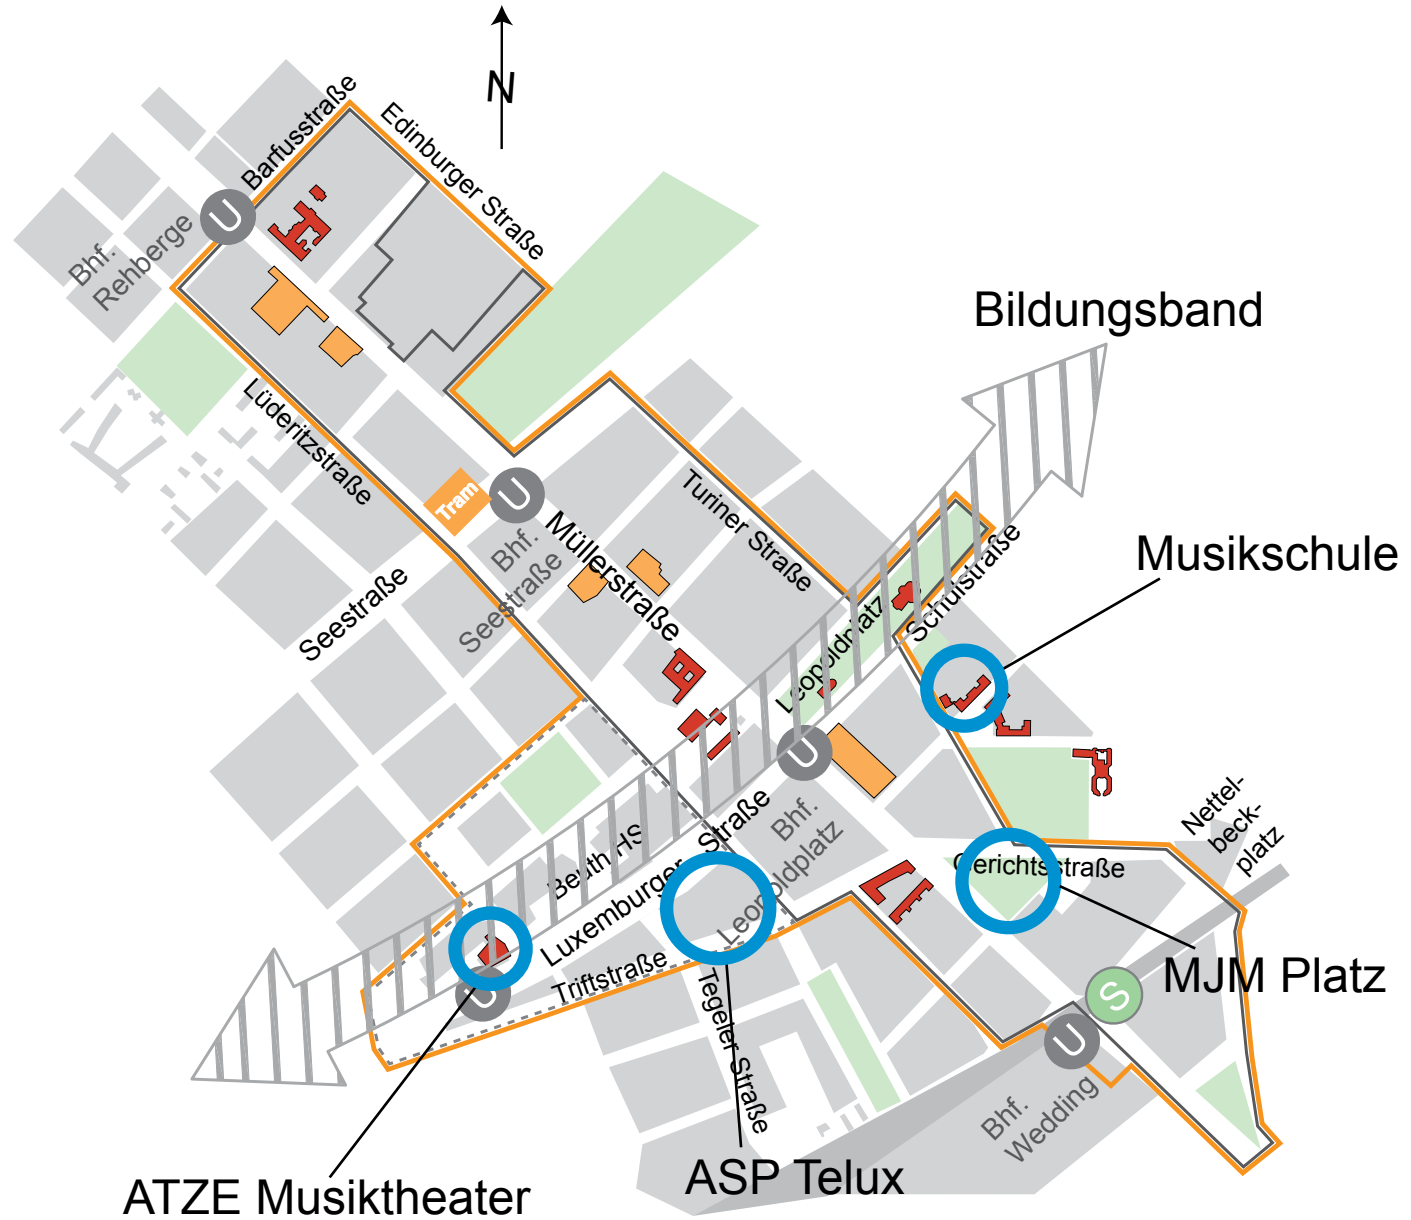 N
Barfusstraße
Edinburger Straße
U
Bhf.
Rehberge
Bildungsband
Lüderitzstraße
Tram
U
Bhf.
Seestraße
Müllerstraße
Turiner Straße
Seestraße
Leopoldplatz
Schulstraße
Musikschule
U
Bhf.
Leopoldplatz
Nettel-
beck-
platz
Gerichtsstraße
Beuth HS
Luxemburger Straße
Triftstraße
Tegeler Straße
U
MJM Platz
S
U
Bhf.
Wedding
ASP Telux
ATZE Musiktheater